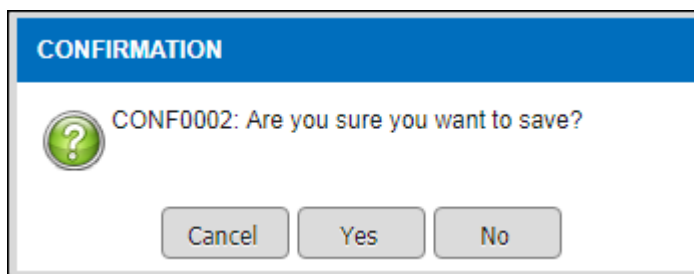 CONFIRMATION
CONF0002: Are you sure you want to save?
Cancel Yes No